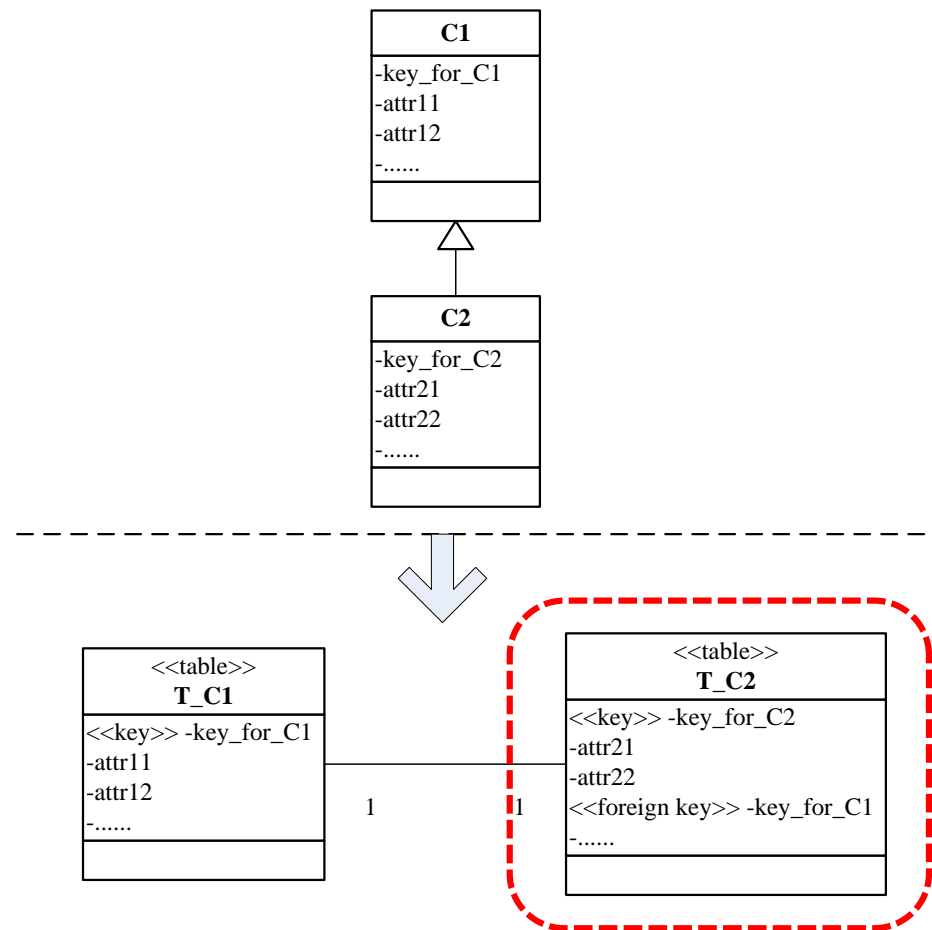 C1
-key_for_C1
-attr11
-attr12
-......
C2
-key_for_C2
-attr21
-attr22
-......
<<table>>
T_C1
<<key>> -key_for_C1
-attr11
-attr12
-......
1
1
<<table>>
T_C2
<<key>> -key_for_C2
-attr21
-attr22
<<foreign key>> -key_for_C1
-......